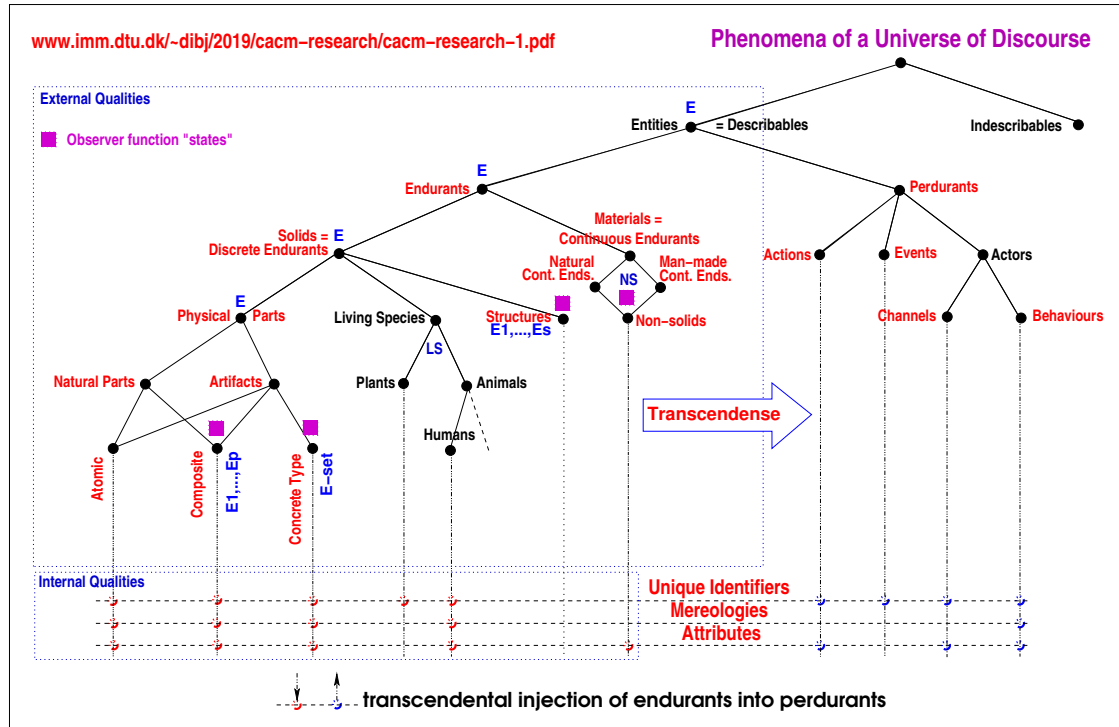 www.imm.dtu.dk/~dibj/2019/cacm-research/cacm-research-1.pdf
Phenomena of a Universe of Discourse
External Qualities
E
Entities = Describables
Indescribables
Observer function "states"
E
Endurants
Perdurants
Materials =
Continuous Endurants
Solids = E
Discrete Endurants
Actions
Events
Actors
Natural
Cont. Ends.
Man-made
Cont. Ends.
NS
E
Physical Parts
Living Species
Structures
E1,...,Es
Non-solids
Channels
Behaviours
LS
Natural Parts
Artifacts
Plants
Animals
Transcendense
Humans
Atomic
Composite
E1,...,Ep
Concrete Type
E-set
Internal Qualities
Unique Identifiers
Mereologies
Attributes
transcendental injection of endurants into perdurants